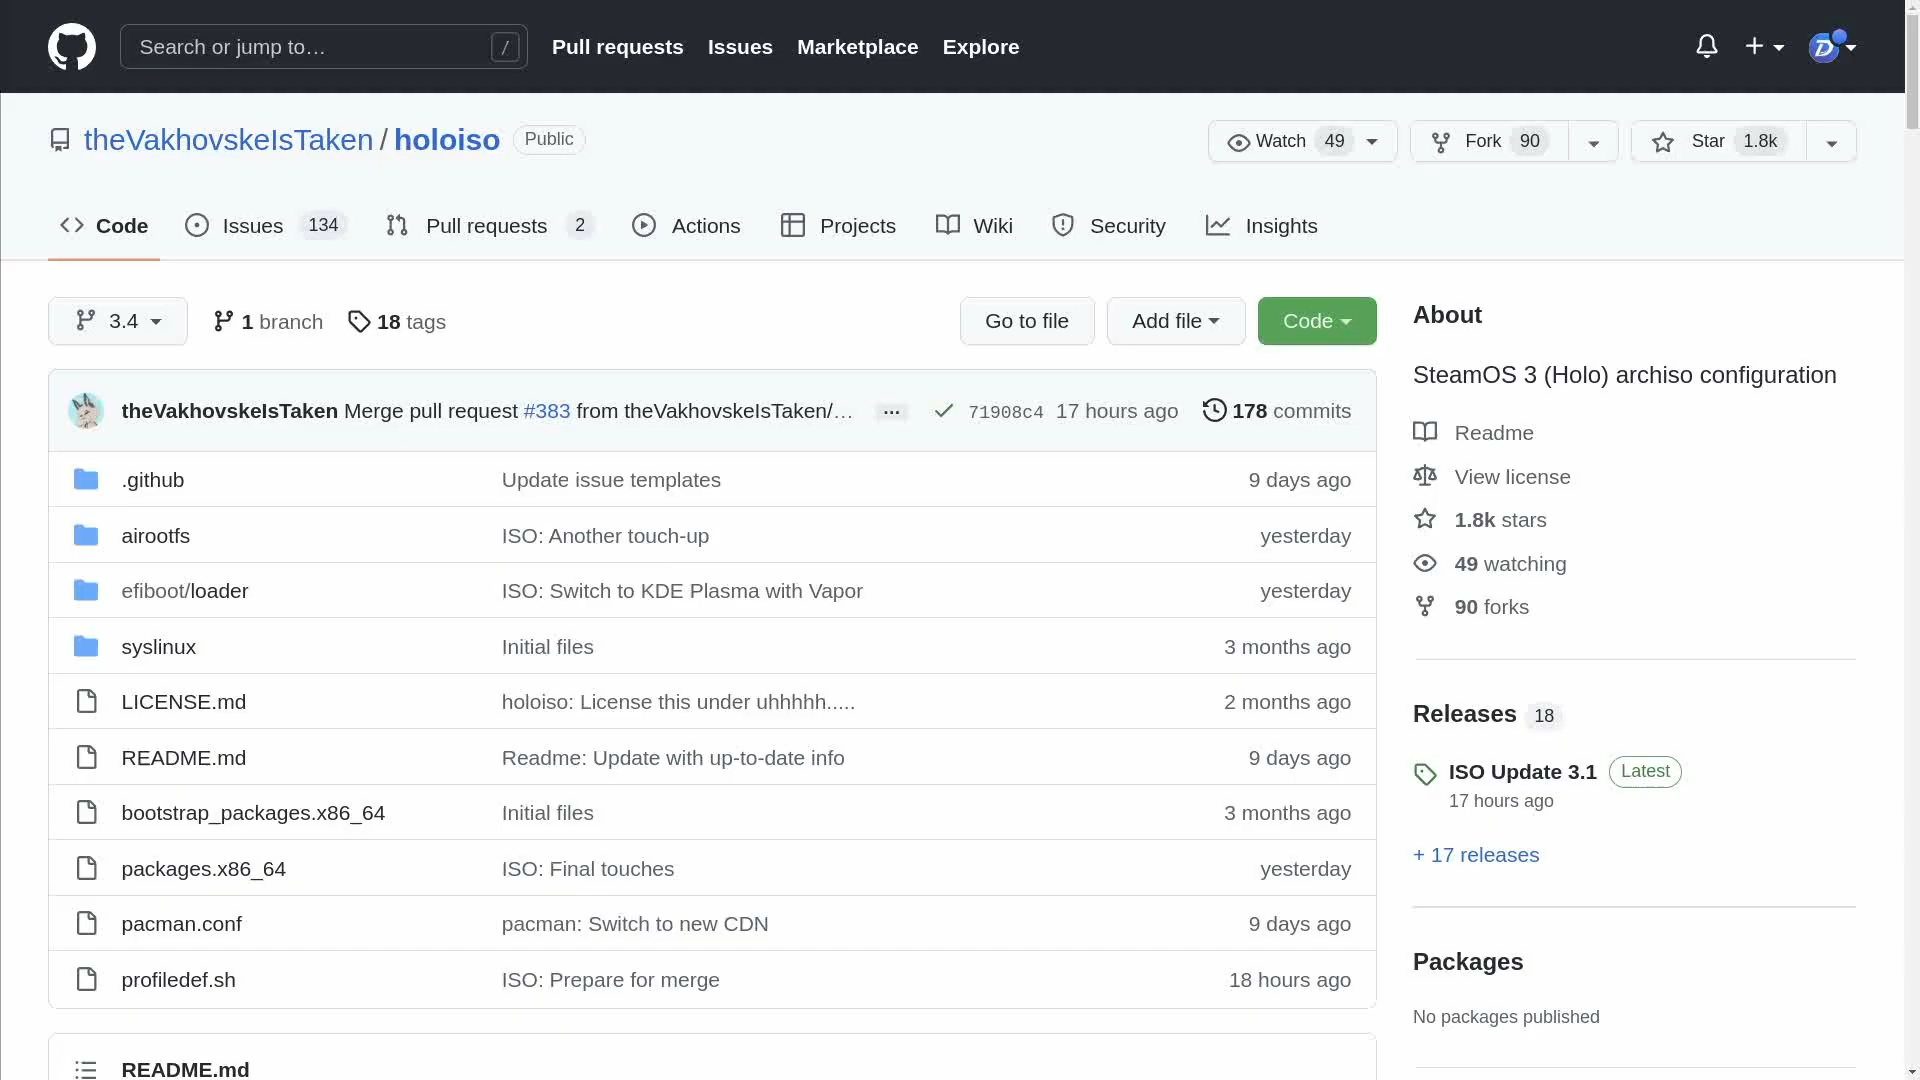 Search or jump to… /
Pull requests Issues Marketplace Explore
theVakhovskeIsTaken / holoiso Public
Watch 49 Fork 90 Star 1.8k
Code Issues 134 Pull requests 2 Actions Projects Wiki Security Insights
3.4 1 branch 18 tags Go to file Add file Code
theVakhovskeIsTaken Merge pull request #383 from theVakhovskeIsTaken/… … 71908c4 17 hours ago 178 commits
.github Update issue templates 9 days ago
airootfs ISO: Another touch-up yesterday
efiboot/loader ISO: Switch to KDE Plasma with Vapor yesterday
syslinux Initial files 3 months ago
LICENSE.md holoiso: License this under uhhhhh..... 2 months ago
README.md Readme: Update with up-to-date info 9 days ago
bootstrap_packages.x86_64 Initial files 3 months ago
packages.x86_64 ISO: Final touches yesterday
pacman.conf pacman: Switch to new CDN 9 days ago
profiledef.sh ISO: Prepare for merge 18 hours ago
README.md
About
SteamOS 3 (Holo) archiso configuration
Readme
View license
1.8k stars
49 watching
90 forks
Releases 18
ISO Update 3.1 Latest
17 hours ago
+ 17 releases
Packages
No packages published